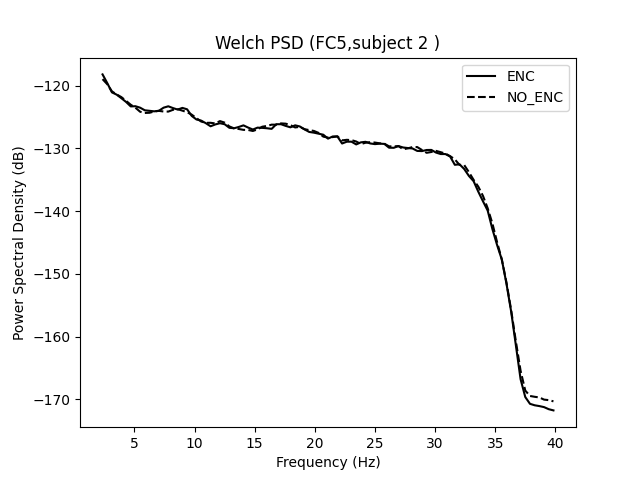 Welch PSD (FC5,subject 2 )
ENC
NO_ENC
Power Spectral Density (dB)
−120
−130
−140
−150
−160
−170
5 10 15 20 25 30 35 40
Frequency (Hz)